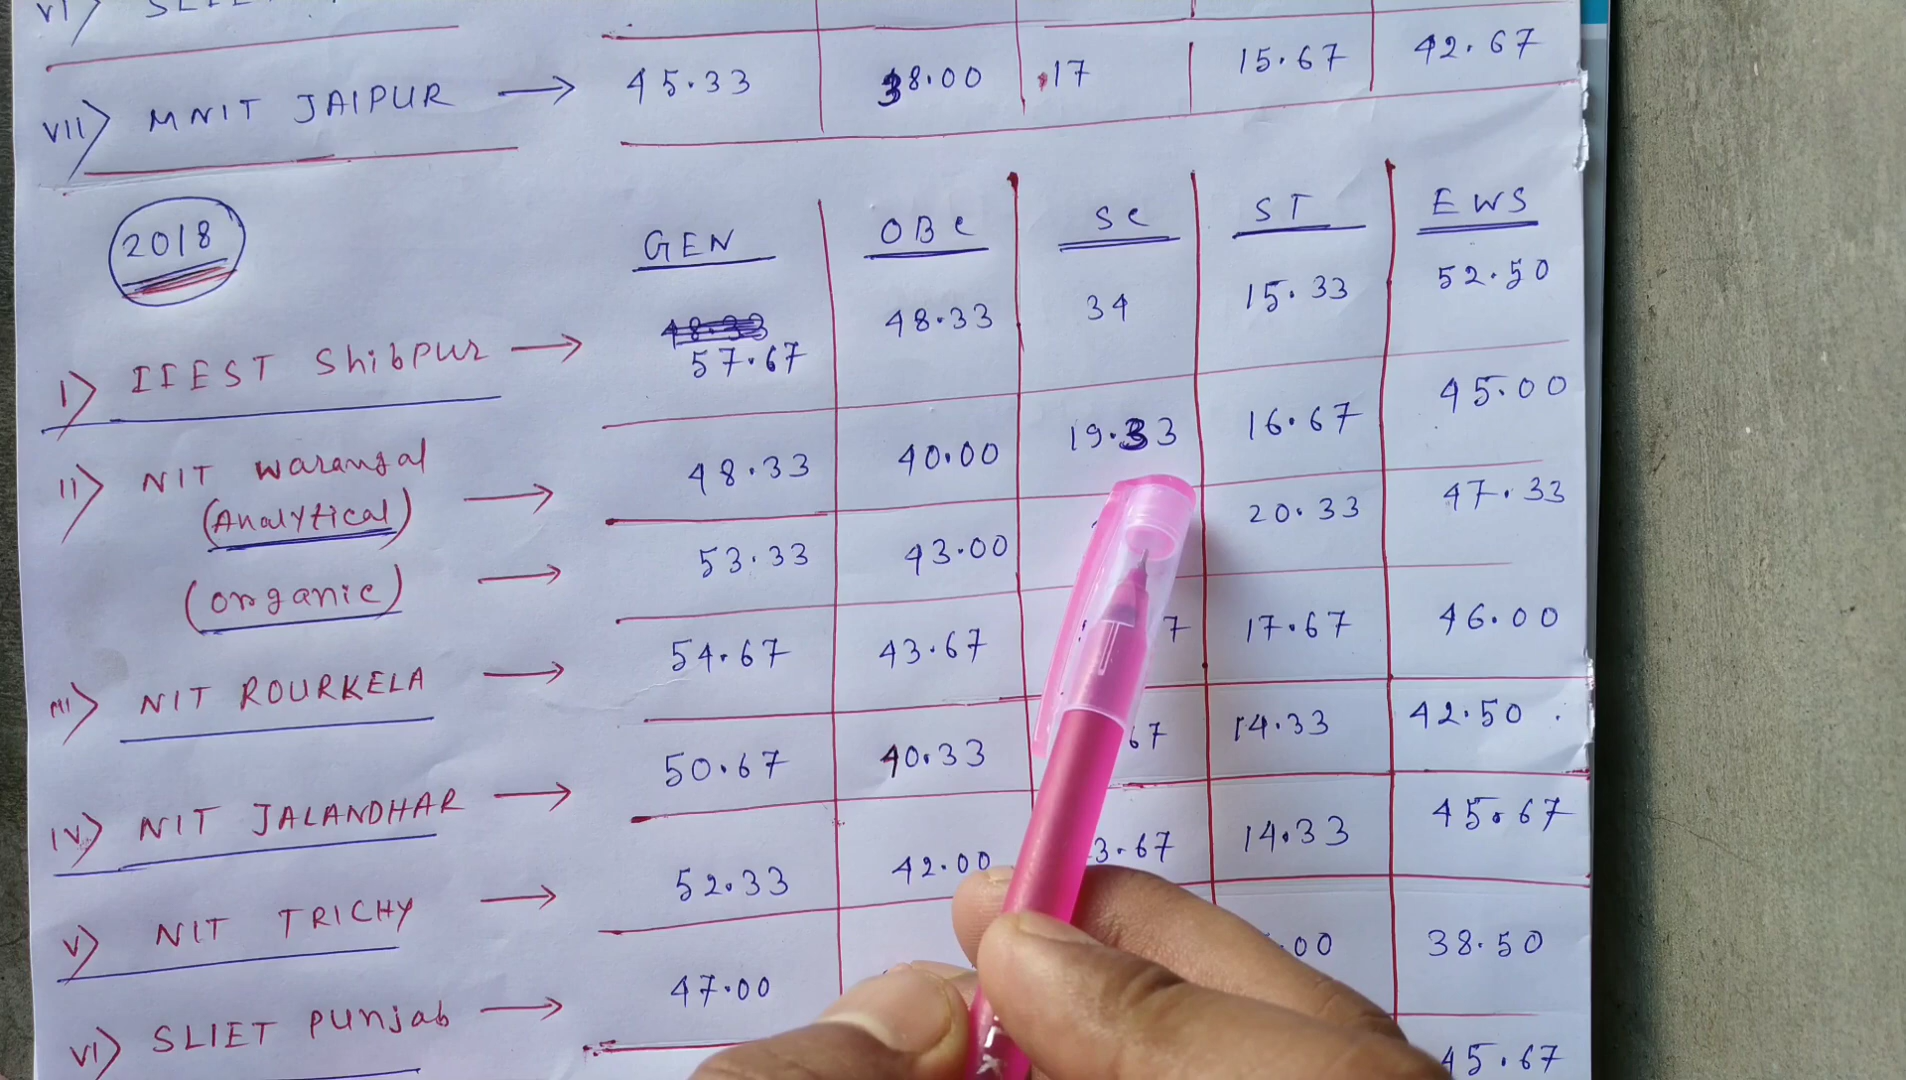 VII) MNIT JAIPUR → 45.33 38.00 17 15.67 42.67
2018 GEN OBC SC ST EWS
I) IIEST Shibpur → 48.33 57.67 48.33 34 15.33 52.50
II) NIT Warangal
(Analytical) → 48.33 40.00 19.33 16.67 45.00
(organic) → 53.33 43.00 20.33 47.33
III) NIT ROURKELA → 54.67 43.67 7 17.67 46.00
IV) NIT JALANDHAR → 50.67 40.33 67 14.33 42.50
V) NIT TRICHY → 52.33 42.00 3.67 14.33 45.67
VI) SLIET Punjab → 47.00 .00 38.50
45.67